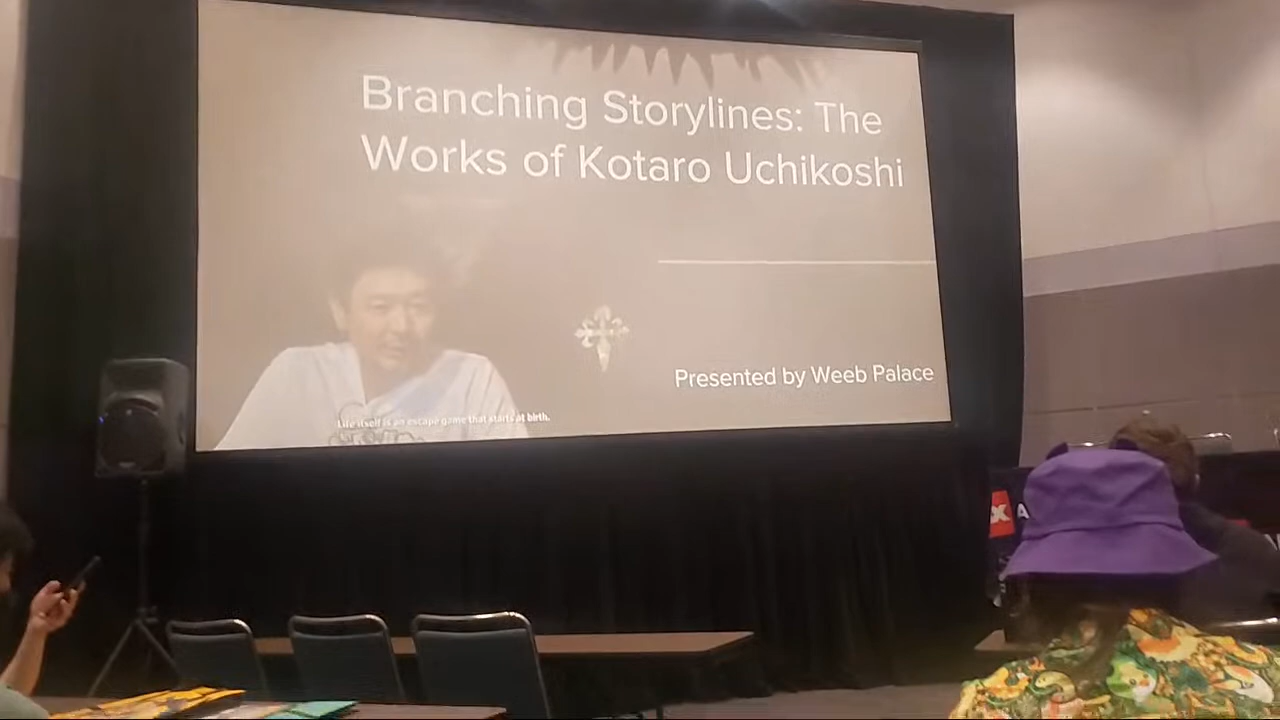 Branching Storylines: The
Works of Kotaro Uchikoshi
Presented by Weeb Palace
Life itself is an escape game that starts at birth.